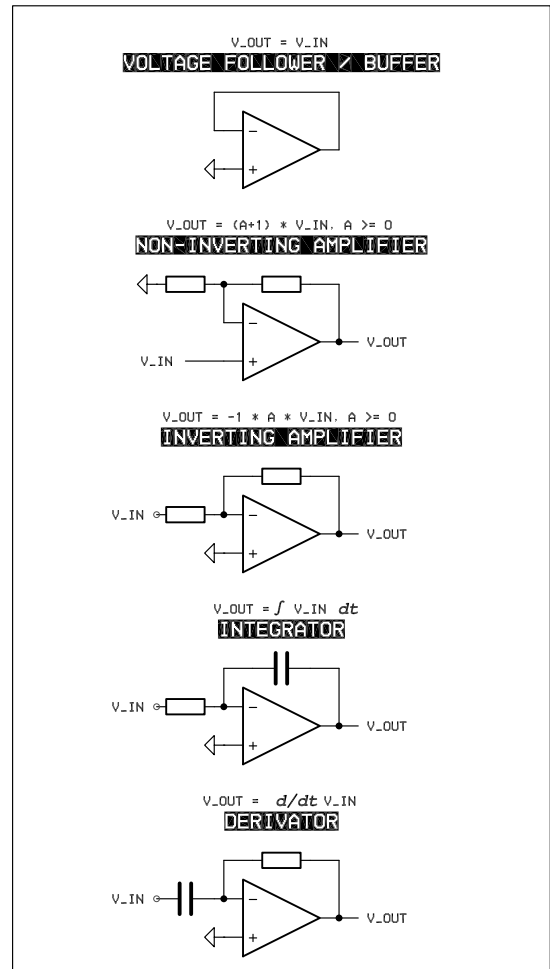 V_OUT = V_IN
VOLTAGE FOLLOWER / BUFFER
-
+
V_OUT = (A+1) * V_IN, A >= 0
NON-INVERTING AMPLIFIER
-
V_OUT
V_IN
+
V_OUT = -1 * A * V_IN, A >= 0
INVERTING AMPLIFIER
V_IN
-
V_OUT
+
V_OUT = ∫ V_IN dt
INTEGRATOR
V_IN
-
V_OUT
+
V_OUT = d/dt V_IN
DERIVATOR
V_IN
-
V_OUT
+